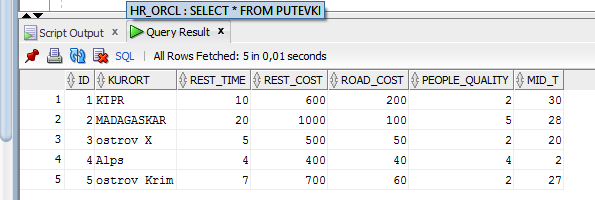 HR_ORCL : SELECT * FROM PUTEVKI
Script Output Query Result
SQL All Rows Fetched: 5 in 0,01 seconds
ID KURORT REST_TIME REST_COST ROAD_COST PEOPLE_QUALITY MID_T
1 1 KIPR 10 600 200 2 30
2 2 MADAGASKAR 20 1000 100 5 28
3 3 ostrov X 5 500 50 2 20
4 4 Alps 4 400 40 4 2
5 5 ostrov Krim 7 700 60 2 27